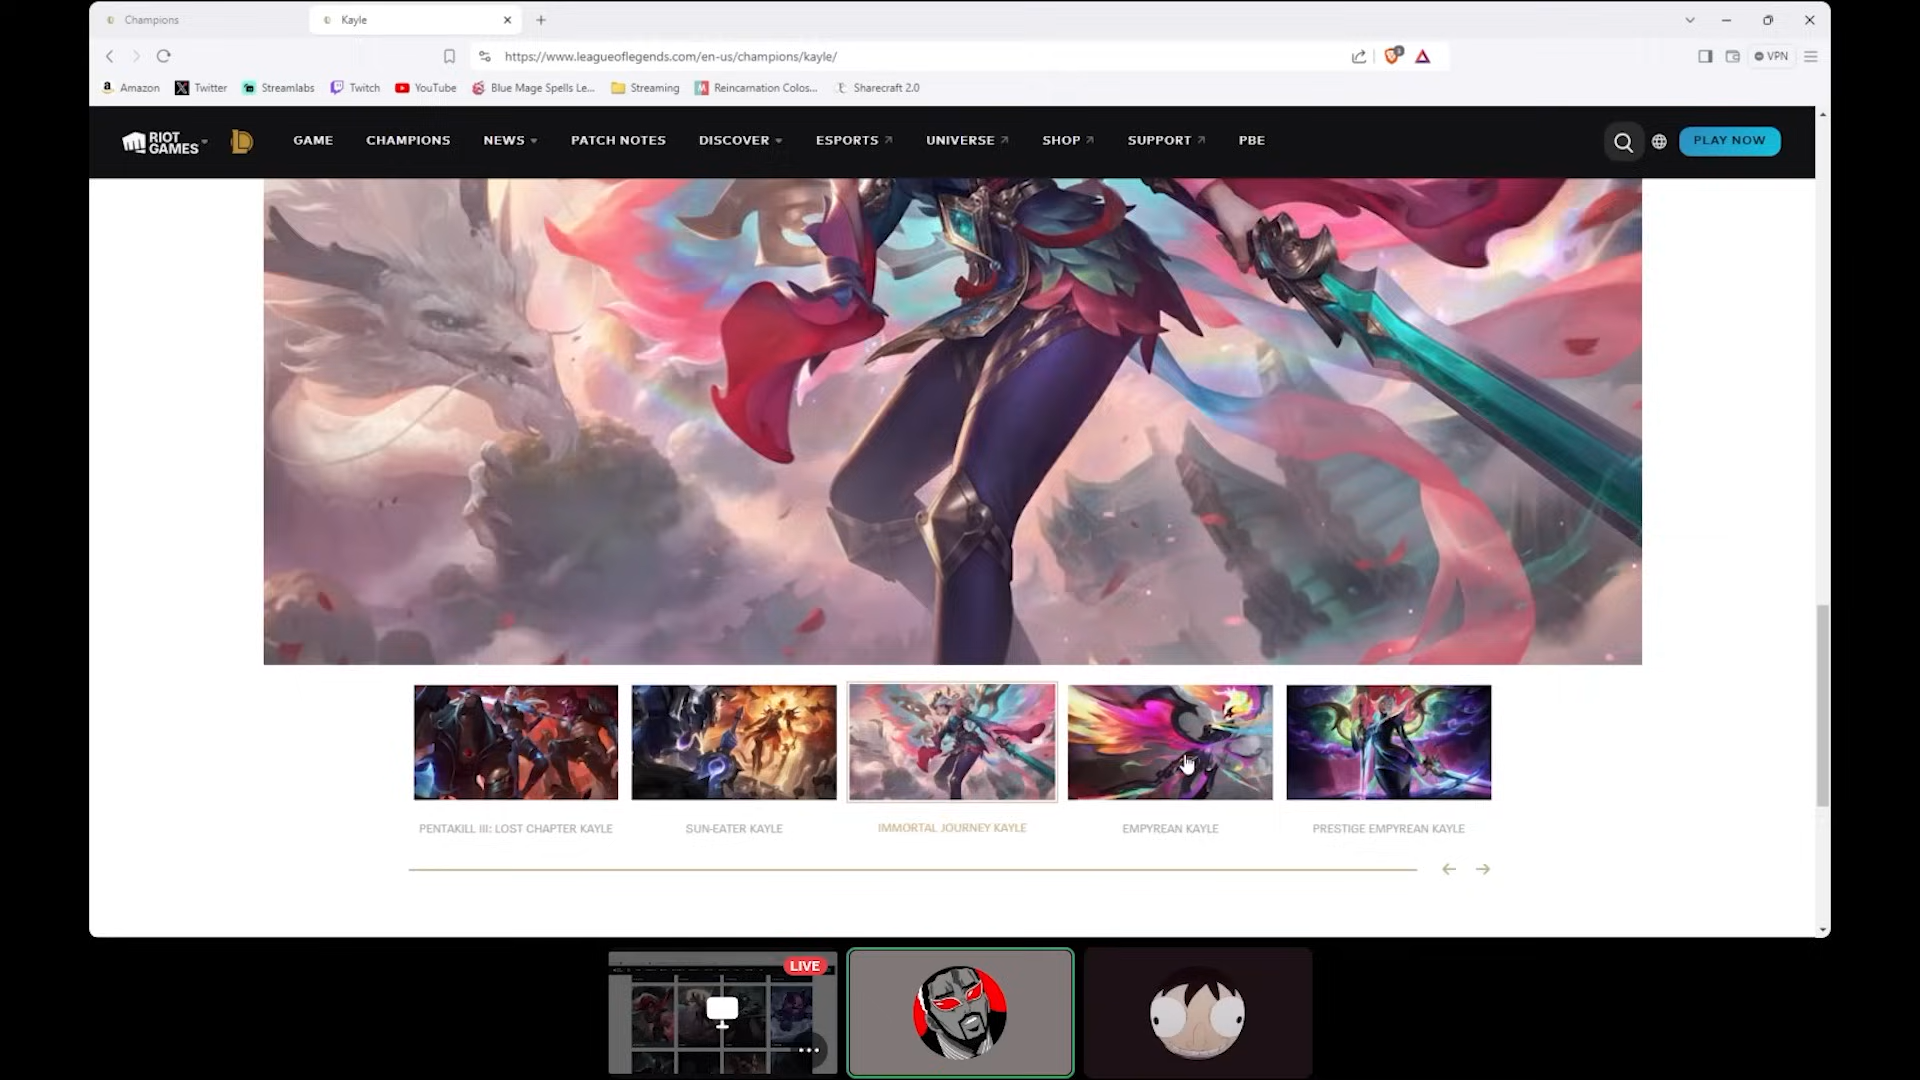 Champions
Kayle
https://www.leagueoflegends.com/en-us/champions/kayle/
VPN
Amazon
Twitter
Streamlabs
Twitch
YouTube
Blue Mage Spells Le...
Streaming
Reincarnation Colos...
Sharecraft 2.0
RIOT
GAMES
GAME
CHAMPIONS
NEWS
PATCH NOTES
DISCOVER
ESPORTS
UNIVERSE
SHOP
SUPPORT
PBE
PLAY NOW
PENTAKILL III: LOST CHAPTER KAYLE
SUN-EATER KAYLE
IMMORTAL JOURNEY KAYLE
EMPYREAN KAYLE
PRESTIGE EMPYREAN KAYLE
LIVE